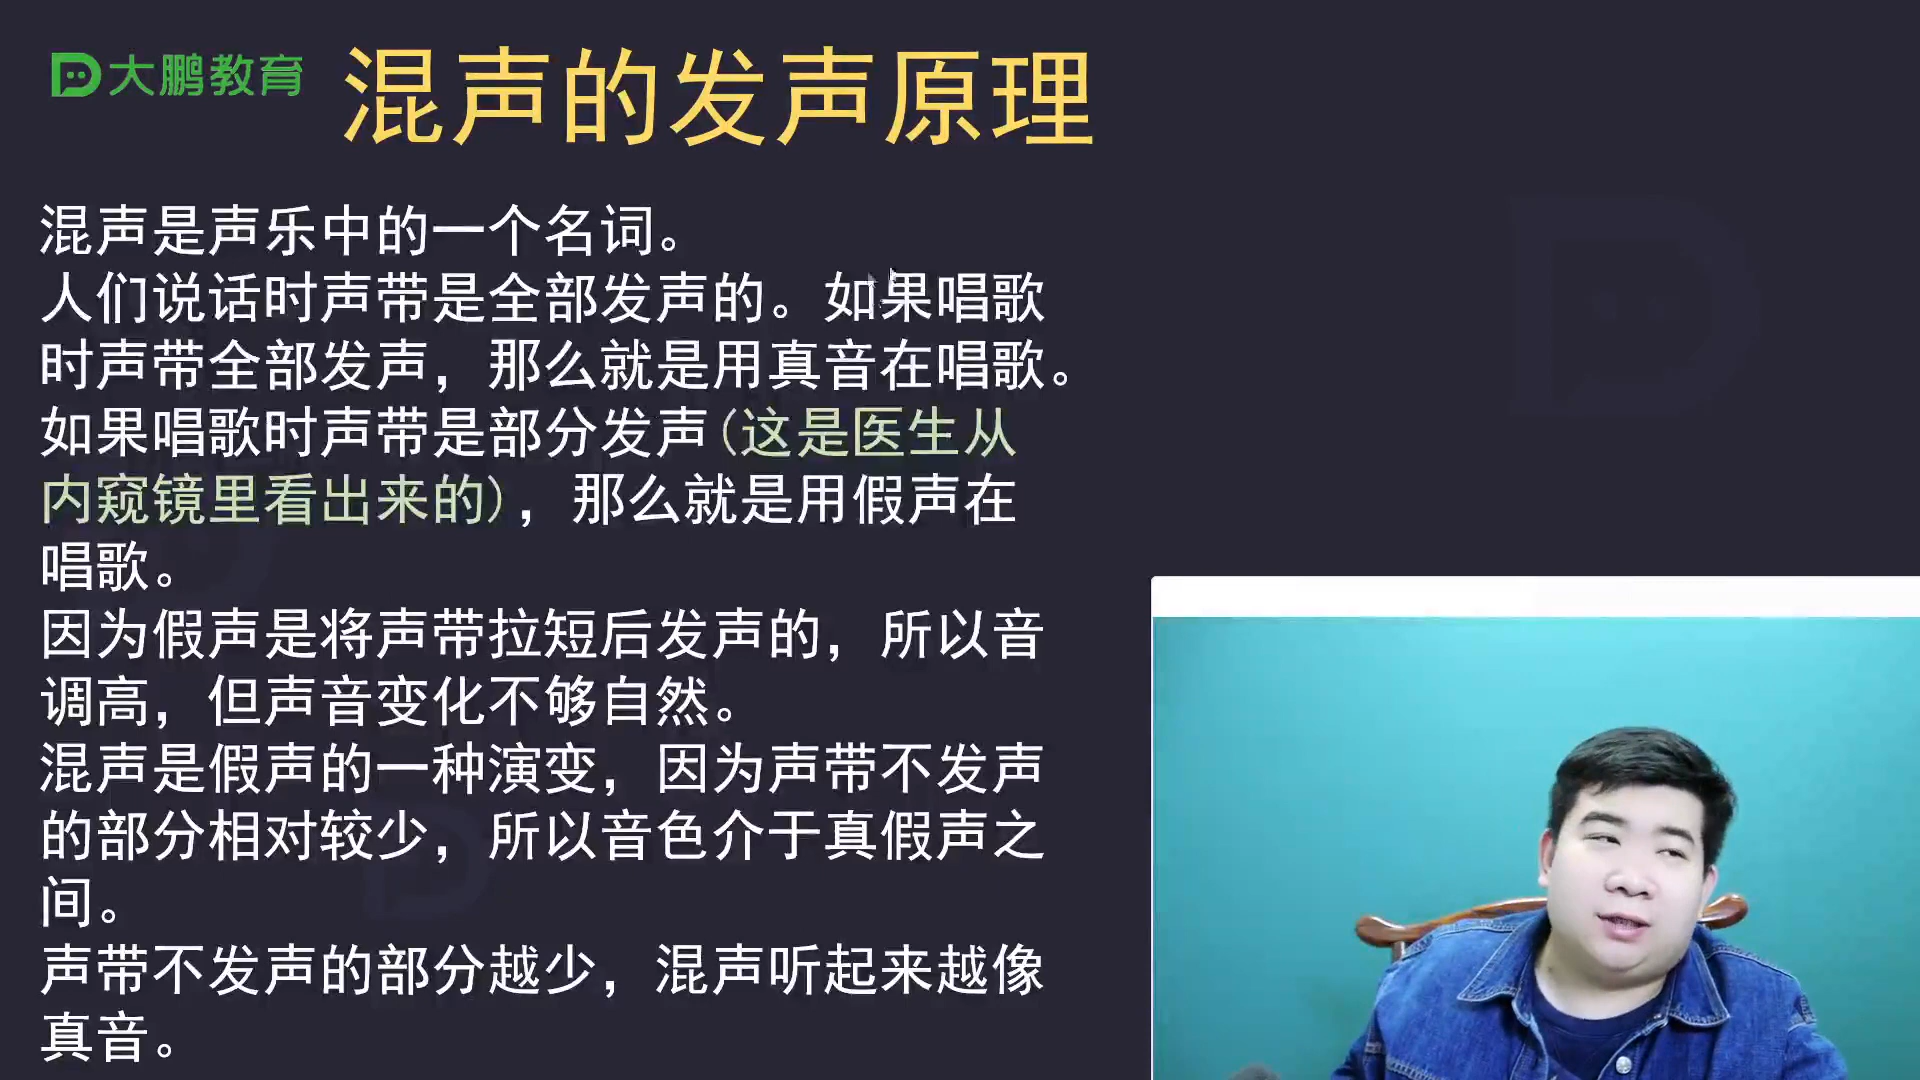 大鹏教育
混声的发声原理
混声是声乐中的一个名词。
人们说话时声带是全部发声的。如果唱歌
时声带全部发声，那么就是用真音在唱歌。
如果唱歌时声带是部分发声(这是医生从
内窥镜里看出来的)，那么就是用假声在
唱歌。
因为假声是将声带拉短后发声的，所以音
调高，但声音变化不够自然。
混声是假声的一种演变，因为声带不发声
的部分相对较少，所以音色介于真假声之
间。
声带不发声的部分越少，混声听起来越像
真音。